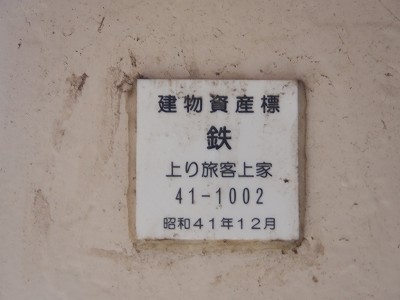 建物資産標
鉄
上り旅客上家
41-1002
昭和41年12月